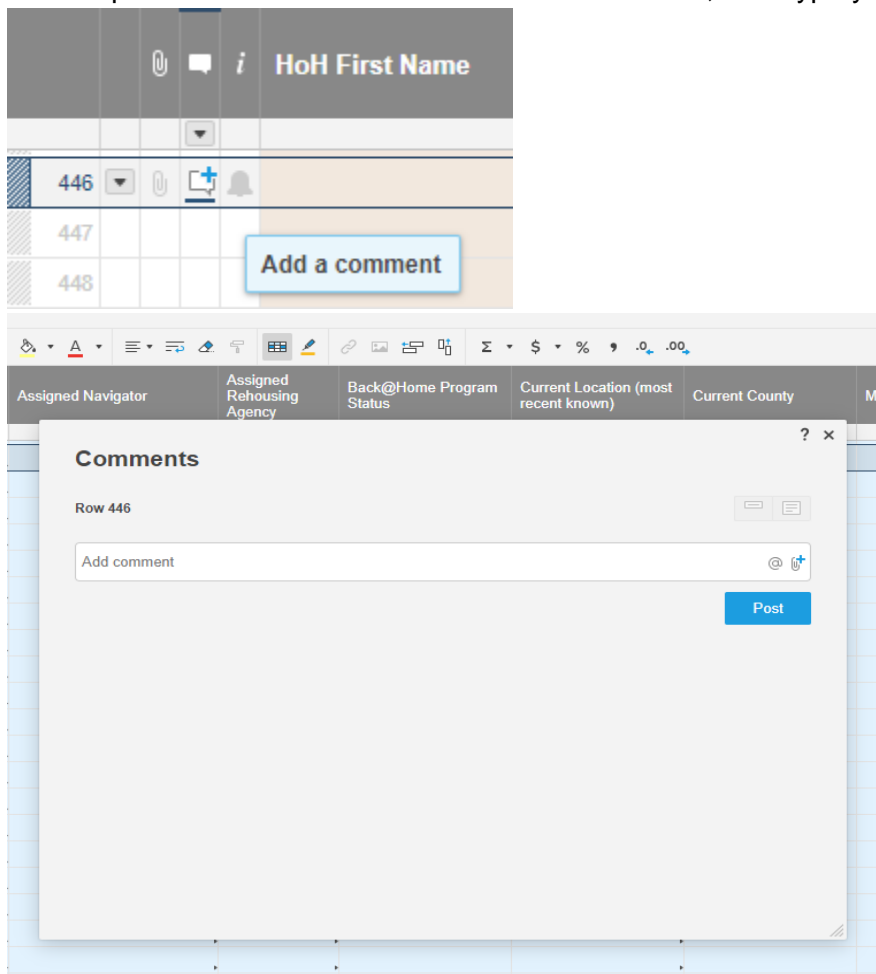 i HoH First Name
446
447
Add a comment
448
A Σ $ % , .0 .00
Assigned Navigator
Assigned
Rehousing
Agency
Back@Home Program
Status
Current Location (most
recent known)
Current County
M
? ×
Comments
Row 446
Add comment @
Post